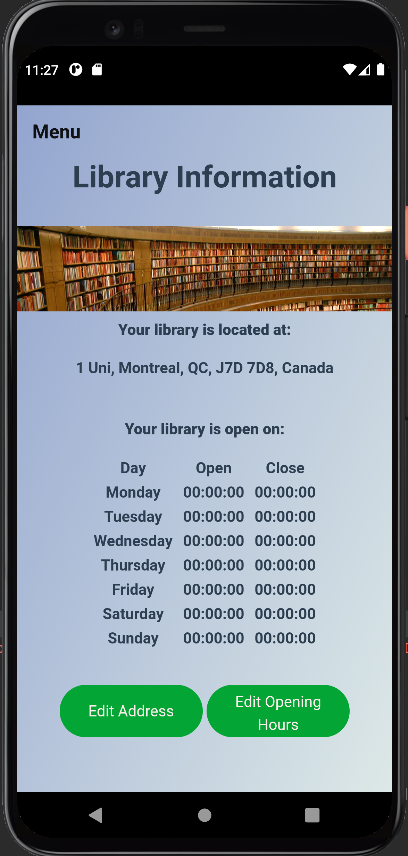 11:27
Menu
Library Information
Your library is located at:
1 Uni, Montreal, QC, J7D 7D8, Canada
Your library is open on:
Day Open Close
Monday 00:00:00 00:00:00
Tuesday 00:00:00 00:00:00
Wednesday 00:00:00 00:00:00
Thursday 00:00:00 00:00:00
Friday 00:00:00 00:00:00
Saturday 00:00:00 00:00:00
Sunday 00:00:00 00:00:00
Edit Address
Edit Opening
Hours